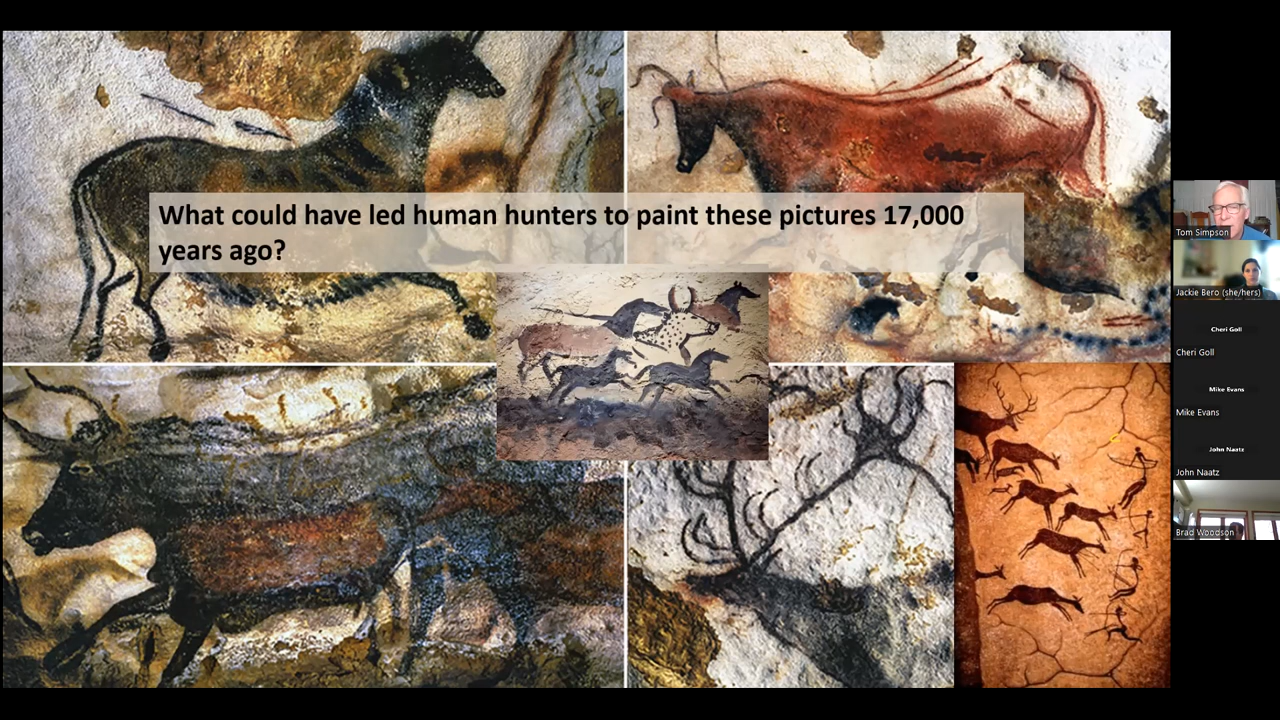 What could have led human hunters to paint these pictures 17,000
years ago?
Tom Simpson
Jackie Bero (she/hers)
Cheri Goll
Cheri Goll
Mike Evans
Mike Evans
John Naatz
John Naatz
Brad Woodson